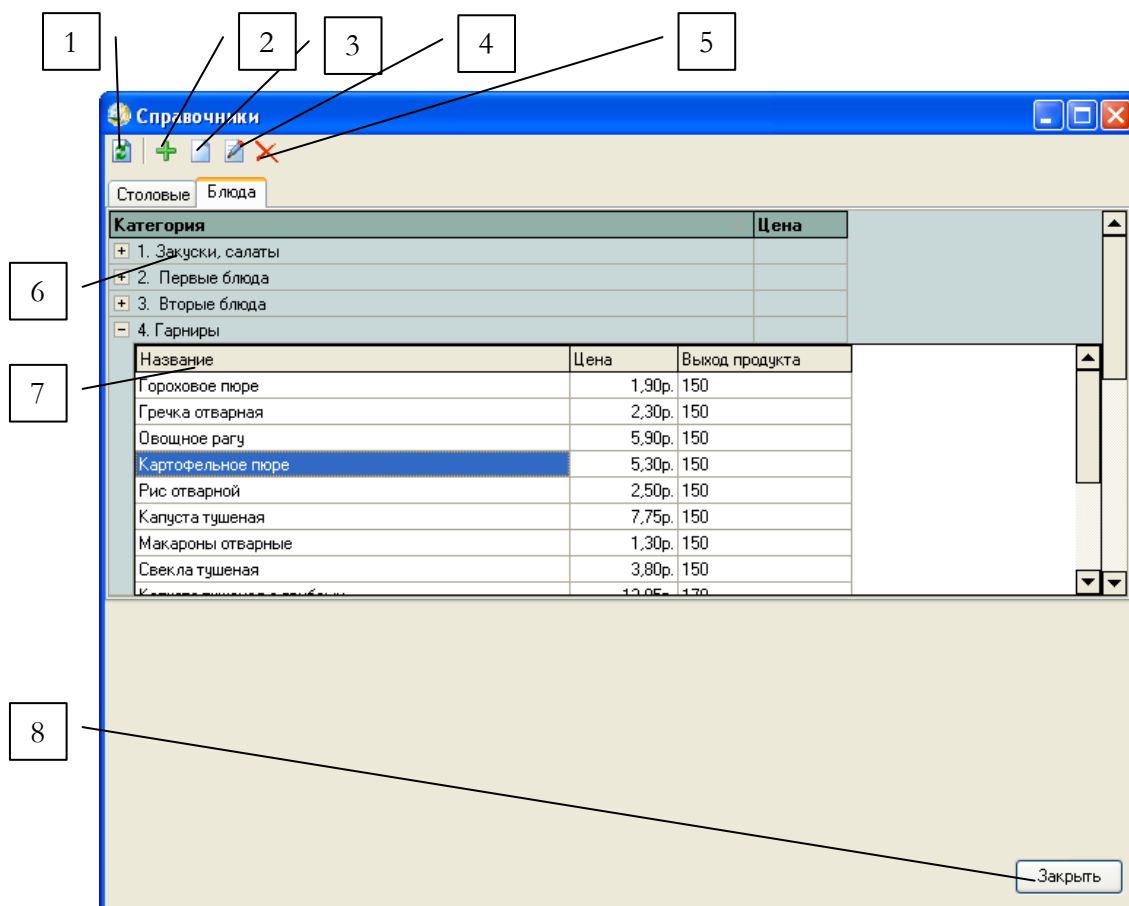 1 2 3 4 5
Справочники
Столовые Блюда
Категория Цена
1. Закуски, салаты
6
2. Первые блюда
3. Вторые блюда
4. Гарниры
Название Цена Выход продукта
7
Гороховое пюре 1,90р. 150
Гречка отварная 2,30р. 150
Овощное рагу 5,90р. 150
Картофельное пюре 5,30р. 150
Рис отварной 2,50р. 150
Капуста тушеная 7,75р. 150
Макароны отварные 1,30р. 150
Свекла тушеная 3,80р. 150
8
Закрыть